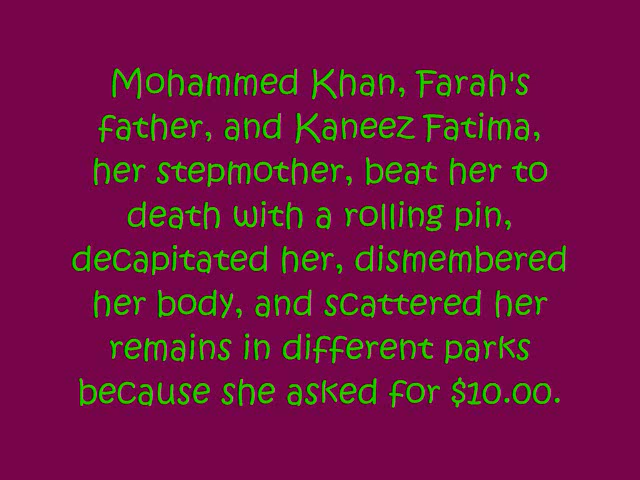 Mohammed Khan, Farah's
father, and Kaneez Fatima,
her stepmother, beat her to
death with a rolling pin,
decapitated her, dismembered
her body, and scattered her
remains in different parks
because she asked for $10.00.